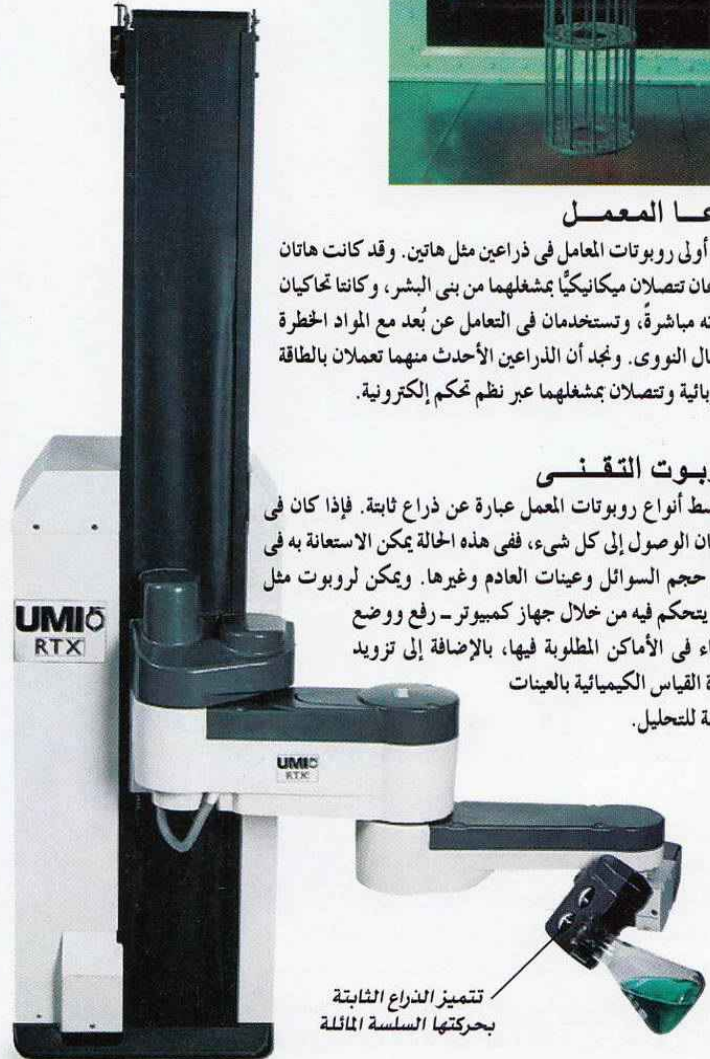 عا المعمل
أولى روبوتات المعامل فى ذراعين مثل هاتين. وقد كانت هاتان
عان تتصلان ميكانيكيًّا بمشغلهما من بنى البشر، وكانتا تحاكيان
ته مباشرةً، وتستخدمان فى التعامل عن بُعد مع المواد الخطرة
ال النووى. ونجد أن الذراعين الأحدث منهما تعملان بالطاقة
بائية وتتصلان بمشغلهما عبر نظم تحكم إلكترونية.
بوت التقنى
سط أنواع روبوتات المعمل عبارة عن ذراع ثابتة. فإذا كان فى
ان الوصول إلى كل شىء، ففى هذه الحالة يمكن الاستعانة به فى
حجم السوائل وعينات العادم وغيرها. ويمكن لروبوت مثل
يتحكم فيه من خلال جهاز كمبيوتر – رفع ووضع
اء فى الأماكن المطلوبة فيها، بالإضافة إلى تزويد
ة القياس الكيميائية بالعينات
ة للتحليل.
UMI
RTX
UMI
RTX
تتميز الذراع الثابتة
بحركتها السلسة المائلة